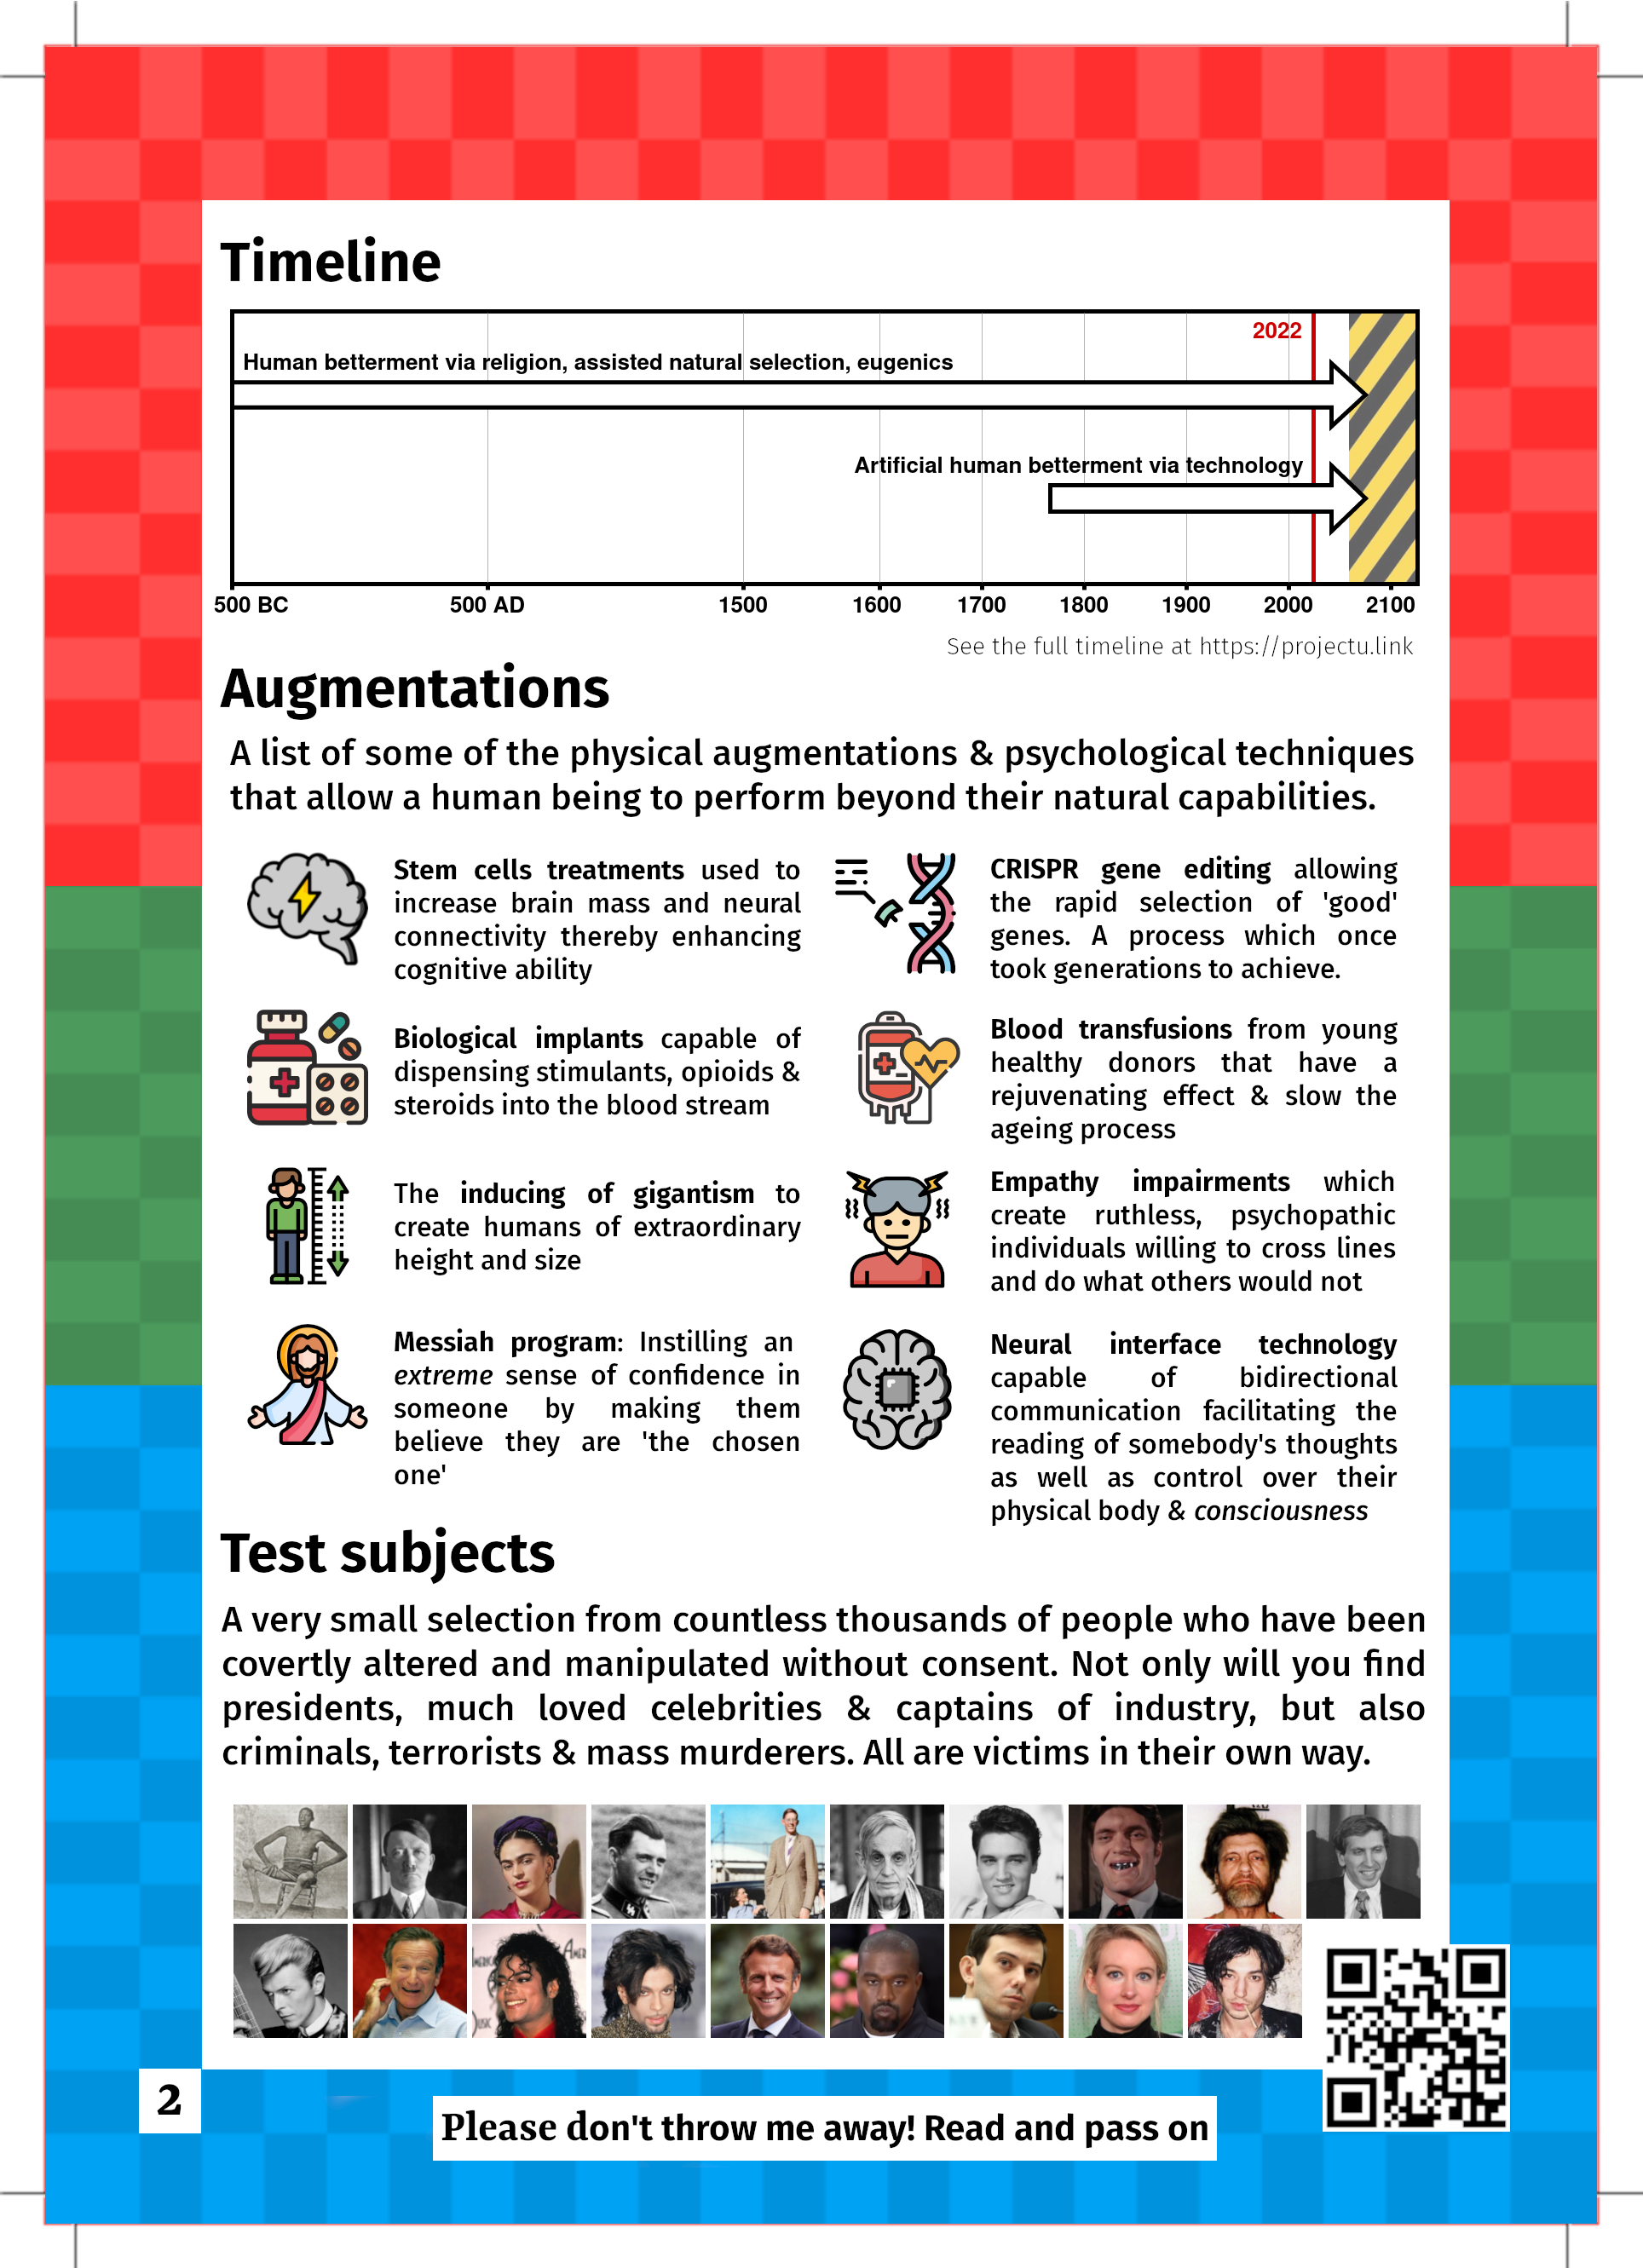 Timeline
2022
Human betterment via religion, assisted natural selection, eugenics
Artificial human betterment via technology
500 BC 500 AD 1500 1600 1700 1800 1900 2000 2100
See the full timeline at https://projectu.link
Augmentations
A list of some of the physical augmentations & psychological techniques
that allow a human being to perform beyond their natural capabilities.
Stem cells treatments used to
increase brain mass and neural
connectivity thereby enhancing
cognitive ability
CRISPR gene editing allowing
the rapid selection of 'good'
genes. A process which once
took generations to achieve.
Biological implants capable of
dispensing stimulants, opioids &
steroids into the blood stream
Blood transfusions from young
healthy donors that have a
rejuvenating effect & slow the
ageing process
The inducing of gigantism to
create humans of extraordinary
height and size
Empathy impairments which
create ruthless, psychopathic
individuals willing to cross lines
and do what others would not
Messiah program: Instilling an
extreme sense of confidence in
someone by making them
believe they are 'the chosen
one'
Neural interface technology
capable of bidirectional
communication facilitating the
reading of somebody's thoughts
as well as control over their
physical body & consciousness
Test subjects
A very small selection from countless thousands of people who have been
covertly altered and manipulated without consent. Not only will you find
presidents, much loved celebrities & captains of industry, but also
criminals, terrorists & mass murderers. All are victims in their own way.
2
Please don't throw me away! Read and pass on